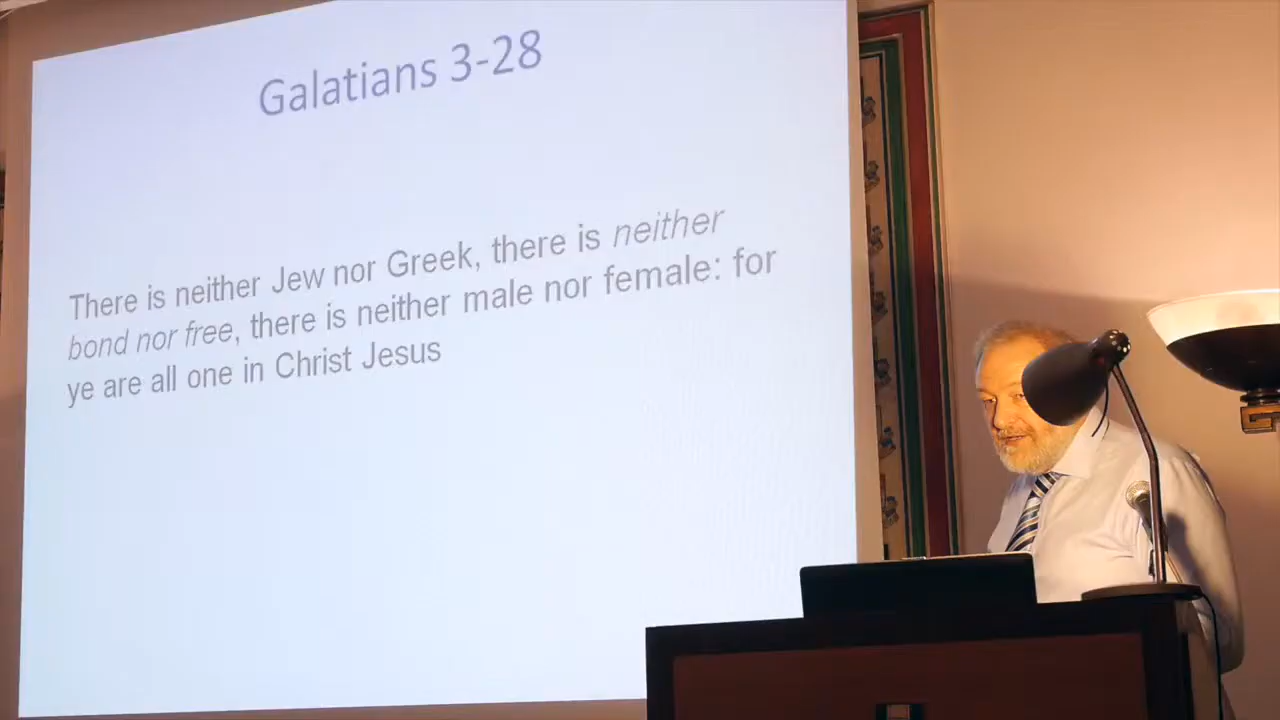 Galatians 3-28
There is neither Jew nor Greek, there is neither
bond nor free, there is neither male nor female: for
ye are all one in Christ Jesus